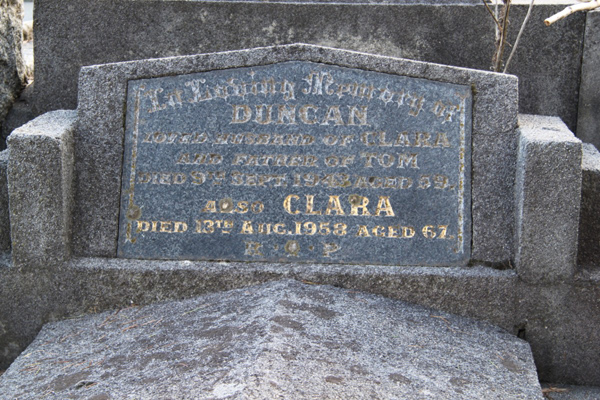 In Loving Memory of
DUNCAN
LOVED HUSBAND OF CLARA
AND FATHER OF TOM
DIED 9TH SEPT. AGED 59.
ALSO CLARA
DIED 13TH AUG. 1958 AGED 67.
R·I·P